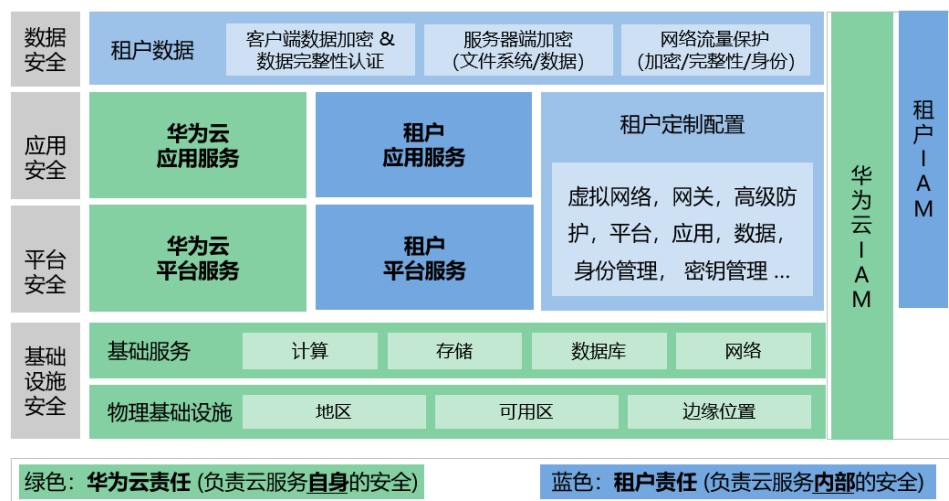 数据
安全
租户数据
客户端数据加密 &
数据完整性认证
服务器端加密
(文件系统/数据)
网络流量保护
(加密/完整性/身份)
应用
安全
华为云
应用服务
租户
应用服务
租户定制配置
虚拟网络，网关，高级防
护，平台，应用，数据，
身份管理， 密钥管理 ...
平台
安全
华为云
平台服务
租户
平台服务
基础
设施
安全
基础服务
计算
存储
数据库
网络
物理基础设施
地区
可用区
边缘位置
华
为
云
I
A
M
租
户
I
A
M
绿色：华为云责任 (负责云服务自身的安全)
蓝色：租户责任 (负责云服务内部的安全)